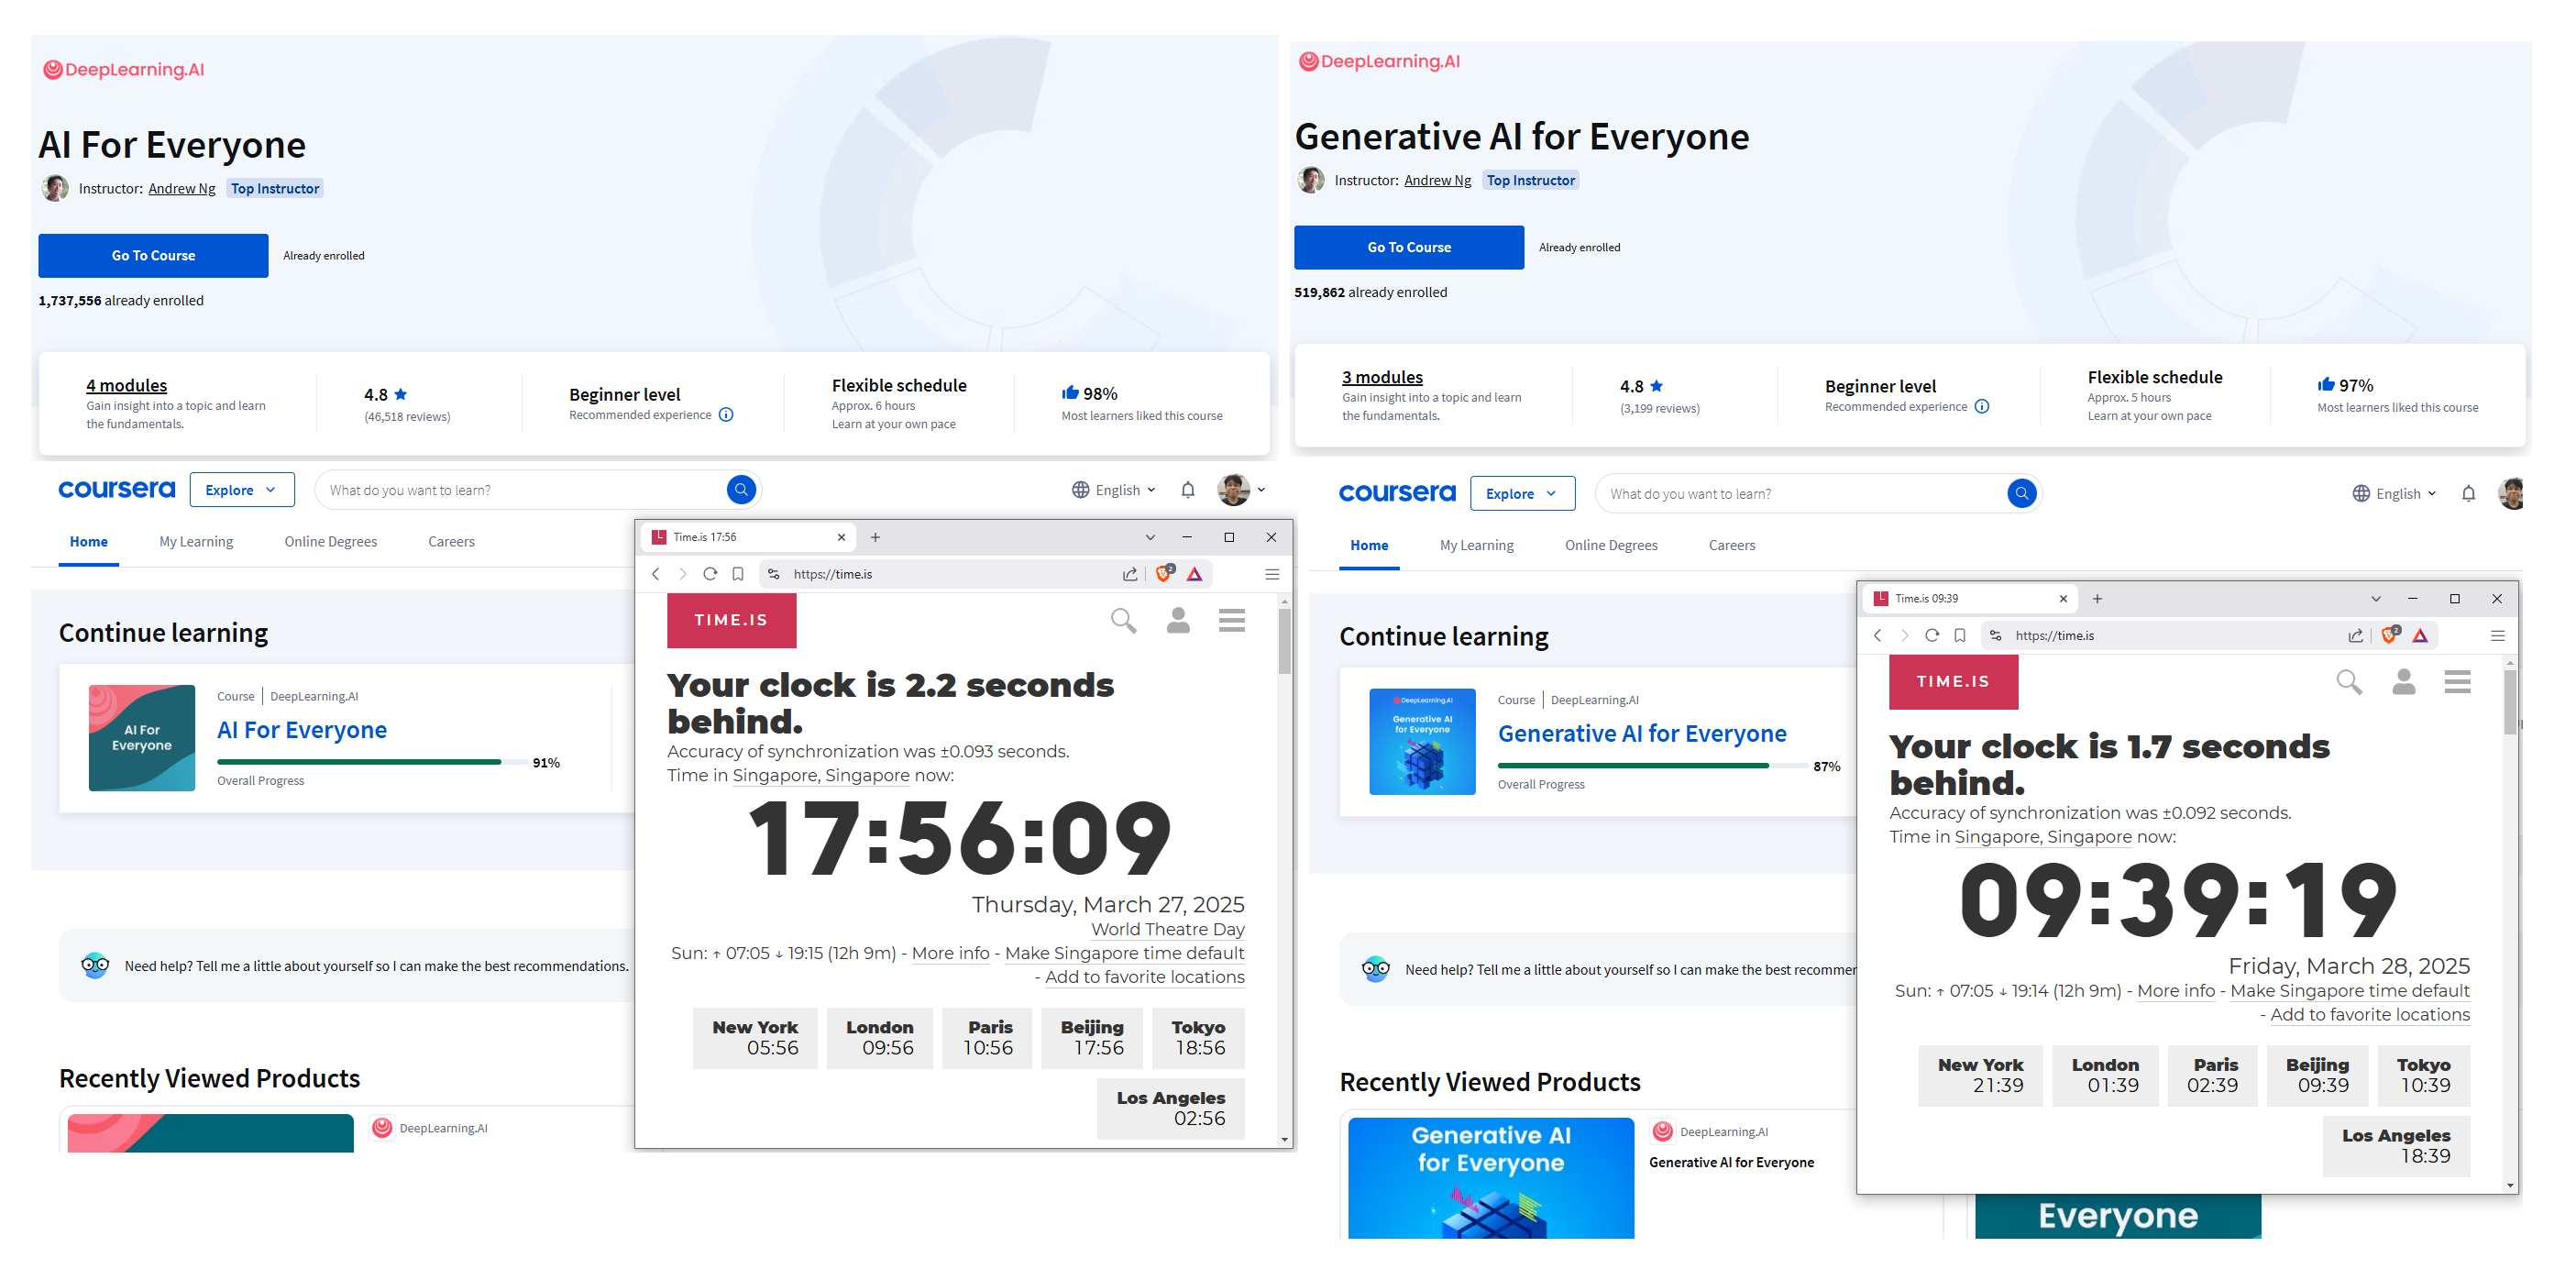 DeepLearning.AI
AI For Everyone
Instructor: Andrew Ng Top Instructor
Go To Course
Already enrolled
1,737,556 already enrolled
4 modules
Gain insight into a topic and learn
the fundamentals.
4.8
(46,518 reviews)
Beginner level
Recommended experience
Flexible schedule
Approx. 6 hours
Learn at your own pace
98%
Most learners liked this course
DeepLearning.AI
Generative AI for Everyone
Instructor: Andrew Ng Top Instructor
Go To Course
Already enrolled
519,862 already enrolled
3 modules
Gain insight into a topic and learn
the fundamentals.
4.8
(3,199 reviews)
Beginner level
Recommended experience
Flexible schedule
Approx. 5 hours
Learn at your own pace
97%
Most learners liked this course
coursera
Explore
What do you want to learn?
English
Home
My Learning
Online Degrees
Careers
Continue learning
AI For
Everyone
Course | DeepLearning.AI
AI For Everyone
91%
Overall Progress
Need help? Tell me a little about yourself so I can make the best recommendations.
Recently Viewed Products
DeepLearning.AI
Time.is 17:56
https://time.is
2
TIME.IS
Your clock is 2.2 seconds
behind.
Accuracy of synchronization was ±0.093 seconds.
Time in Singapore, Singapore now:
17:56:09
Thursday, March 27, 2025
World Theatre Day
Sun: ↑ 07:05 ↓ 19:15 (12h 9m) - More info - Make Singapore time default
- Add to favorite locations
New York
05:56
London
09:56
Paris
10:56
Beijing
17:56
Tokyo
18:56
Los Angeles
02:56
coursera
Explore
What do you want to learn?
English
Home
My Learning
Online Degrees
Careers
Continue learning
DeepLearning.AI
Generative AI
for Everyone
Course | DeepLearning.AI
Generative AI for Everyone
87%
Overall Progress
Need help? Tell me a little about yourself so I can make the best recommer
Recently Viewed Products
Generative AI
for Everyone
DeepLearning.AI
Generative AI for Everyone
Everyone
Time.is 09:39
https://time.is
2
TIME.IS
Your clock is 1.7 seconds
behind.
Accuracy of synchronization was ±0.092 seconds.
Time in Singapore, Singapore now:
09:39:19
Friday, March 28, 2025
Sun: ↑ 07:05 ↓ 19:14 (12h 9m) - More info - Make Singapore time default
- Add to favorite locations
New York
21:39
London
01:39
Paris
02:39
Beijing
09:39
Tokyo
10:39
Los Angeles
18:39